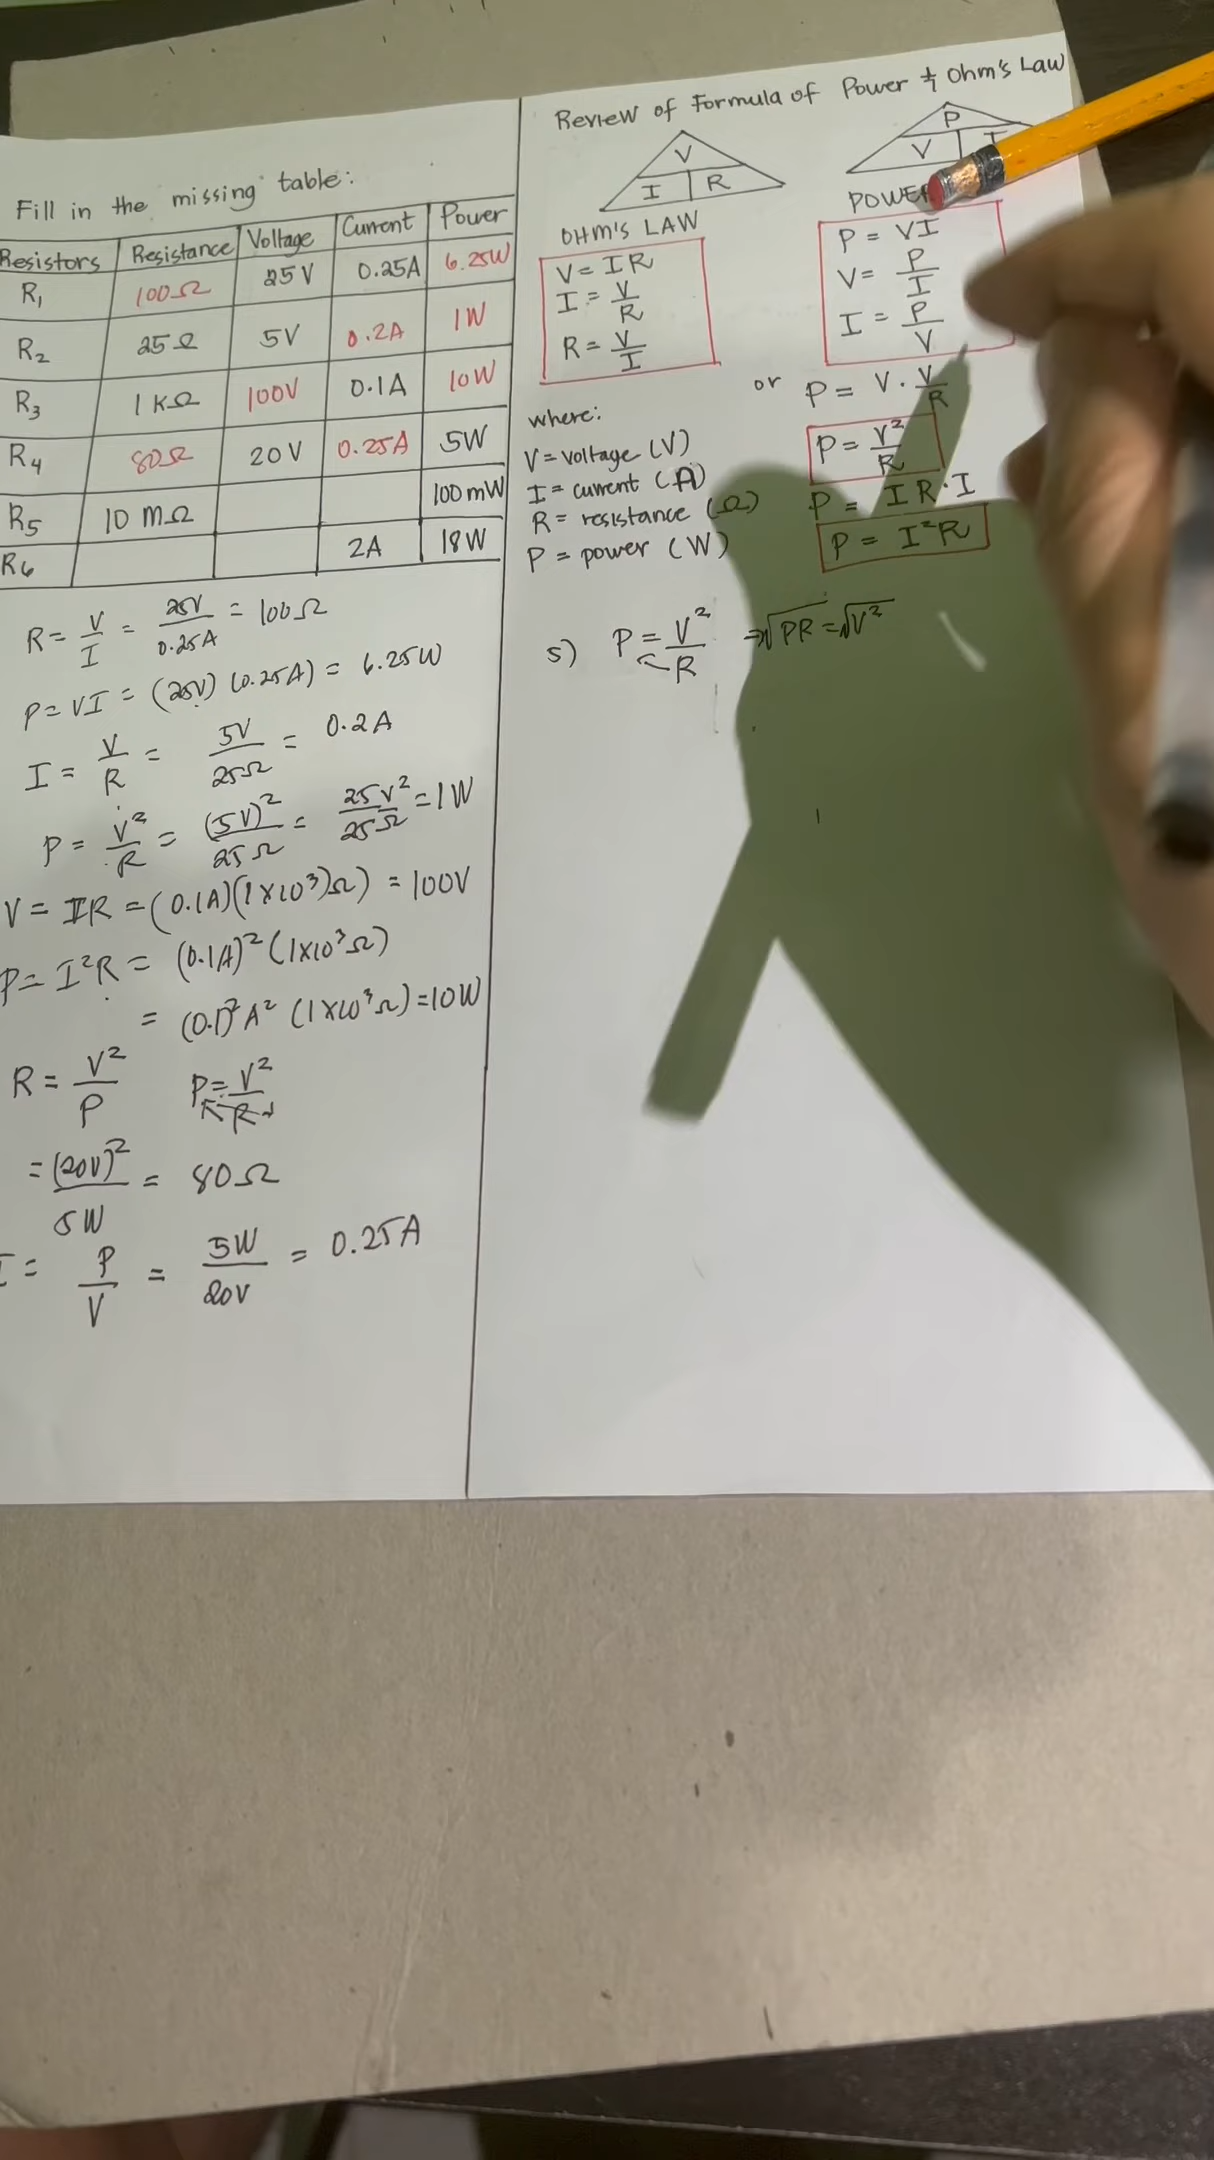 Fill in the missing table:
Resistors Resistance Voltage Current Power
R₁ 100Ω 25V 0.25A 6.25W
R₂ 25Ω 5V 0.2A 1W
R₃ 1KΩ 100V 0.1A 10W
R₄ 80Ω 20V 0.25A 5W
R₅ 10MΩ 100mW
R₆ 2A 18W
R = V/I = 25V/0.25A = 100Ω
P = VI = (25V)(0.25A) = 6.25W
I = V/R = 5V/25Ω = 0.2A
P = V²/R = (5V)²/25Ω = 25V²/25Ω = 1W
V = IR = (0.1A)(1×10³)Ω) = 100V
P = I²R = (0.1A)²(1×10³Ω)
= (0.1)²A²(1×10³Ω) = 10W
R = V²/P P = V²/R
= (20V)²/5W = 80Ω
I = P/V = 5W/20V = 0.25A
Review of Formula of Power & Ohm's Law
V
I R
OHM'S LAW
V = IR
I = V/R
R = V/I
where:
V = voltage (V)
I = current (A)
R = resistance (Ω)
P = power (W)
P
V I
POWER
P = VI
V = P/I
I = P/V
or P = V · V/R
P = V²/R
P = IR · I
P = I²R
5) P = V²/R ⇒ √PR = √V²